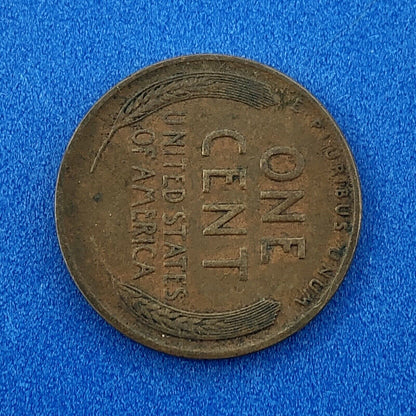 E PLURIBUS UNUM
ONE
CENT
UNITED STATES
OF AMERICA